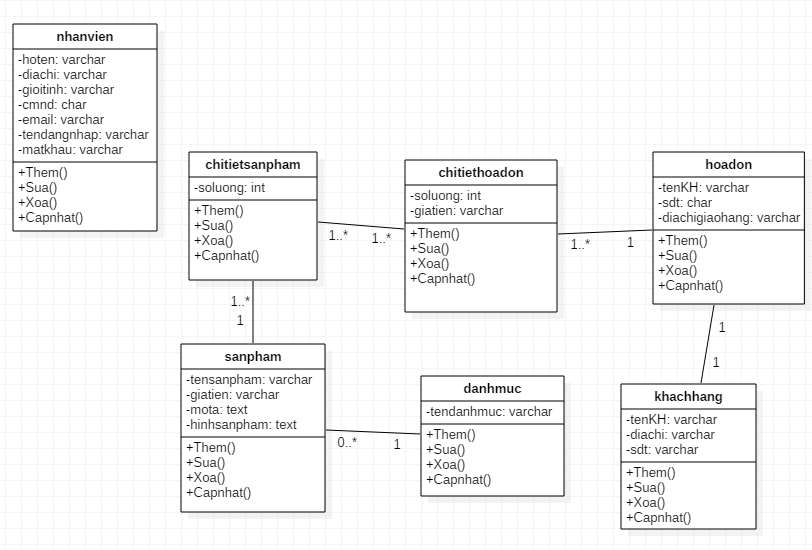 nhanvien
-hoten: varchar
-diachi: varchar
-gioitinh: varchar
-cmnd: char
-email: varchar
-tendangnhap: varchar
-matkhau: varchar
+Them()
+Sua()
+Xoa()
+Capnhat()
chitietsanpham
-soluong: int
+Them()
+Sua()
+Xoa()
+Capnhat()
1..*
1..*
chitiethoadon
-soluong: int
-giatien: varchar
+Them()
+Sua()
+Xoa()
+Capnhat()
1..*
1
hoadon
-tenKH: varchar
-sdt: char
-diachigiaohang: varchar
+Them()
+Sua()
+Xoa()
+Capnhat()
1..*
1
1
1
sanpham
-tensanpham: varchar
-giatien: varchar
-mota: text
-hinhsanpham: text
+Them()
+Sua()
+Xoa()
+Capnhat()
0..*
1
danhmuc
-tendanhmuc: varchar
+Them()
+Sua()
+Xoa()
+Capnhat()
khachhang
-tenKH: varchar
-diachi: varchar
-sdt: varchar
+Them()
+Sua()
+Xoa()
+Capnhat()